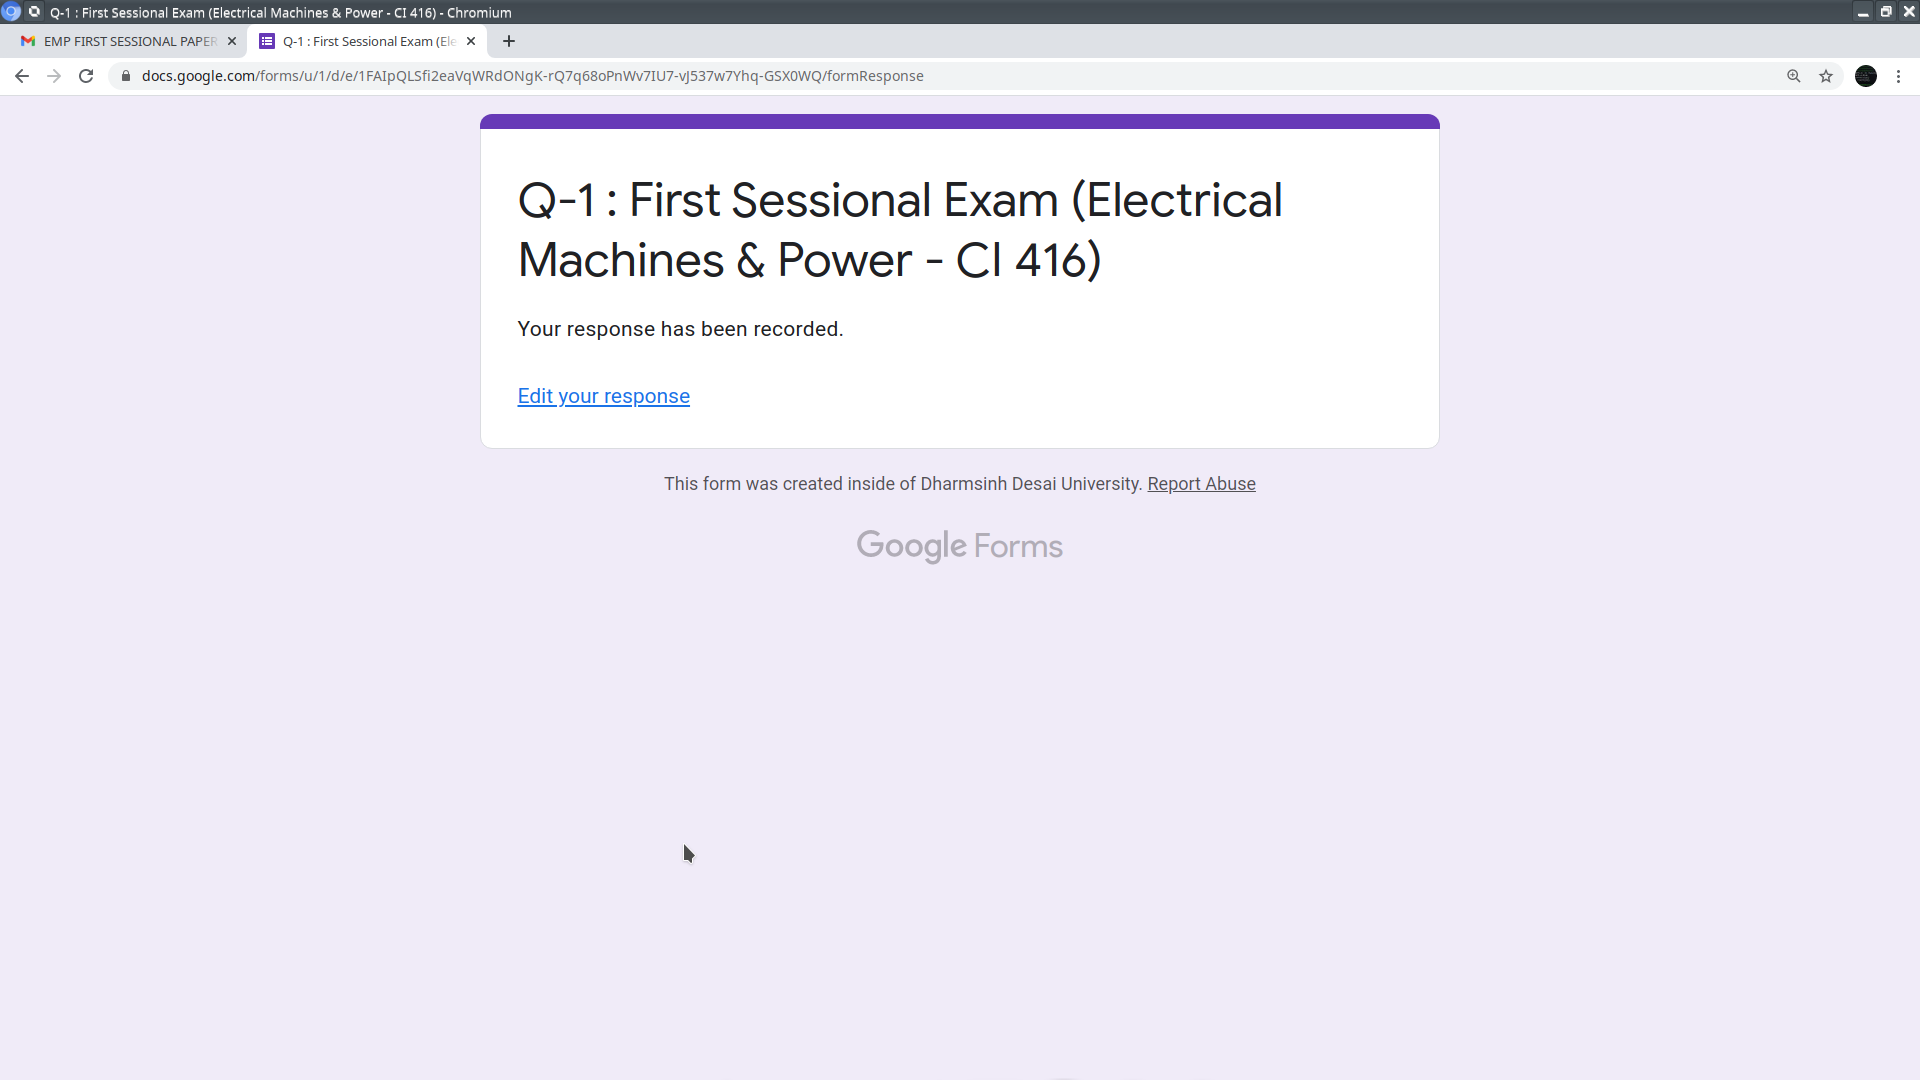 Q-1 : First Sessional Exam (Electrical Machines & Power - CI 416) - Chromium
EMP FIRST SESSIONAL PAPER
Q-1 : First Sessional Exam (Ele
docs.google.com/forms/u/1/d/e/1FAIpQLSfi2eaVqWRdONgK-rQ7q68oPnWv7IU7-vJ537w7Yhq-GSX0WQ/formResponse
Q-1 : First Sessional Exam (Electrical
Machines & Power - CI 416)
Your response has been recorded.
Edit your response
This form was created inside of Dharmsinh Desai University. Report Abuse
Google Forms